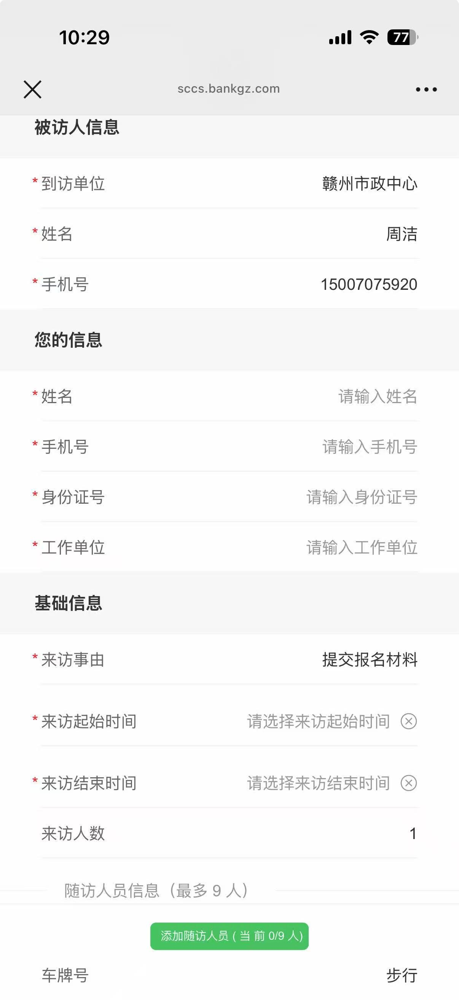 10:29
77
sccs.bankgz.com
被访人信息
* 到访单位 赣州市政中心
* 姓名 周洁
* 手机号 15007075920
您的信息
* 姓名 请输入姓名
* 手机号 请输入手机号
* 身份证号 请输入身份证号
* 工作单位 请输入工作单位
基础信息
* 来访事由 提交报名材料
* 来访起始时间 请选择来访起始时间
* 来访结束时间 请选择来访结束时间
来访人数 1
随访人员信息（最多 9 人）
添加随访人员 ( 当 前 0/9 人)
车牌号 步行